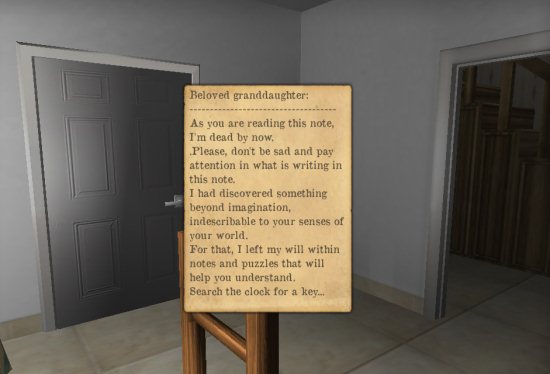 Beloved granddaughter:
----------------------------------------
As you are reading this note,
I'm dead by now.
.Please, don't be sad and pay
attention in what is writing in
this note.
I had discovered something
beyond imagination,
indescribable to your senses of
your world.
For that, I left my will within
notes and puzzles that will
help you understand.
Search the clock for a key...